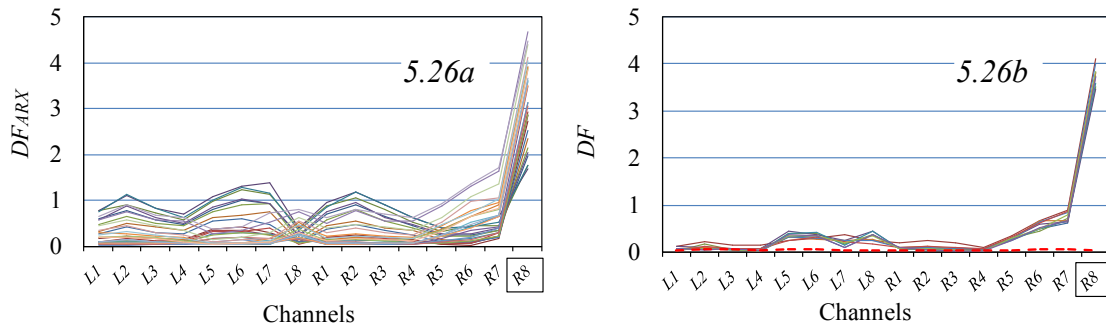 5.26a
DF_ARX
5
4
3
2
1
0
L1 L2 L3 L4 L5 L6 L7 L8 R1 R2 R3 R4 R5 R6 R7 R8
Channels
5.26b
DF
5
4
3
2
1
0
L1 L2 L3 L4 L5 L6 L7 L8 R1 R2 R3 R4 R5 R6 R7 R8
Channels